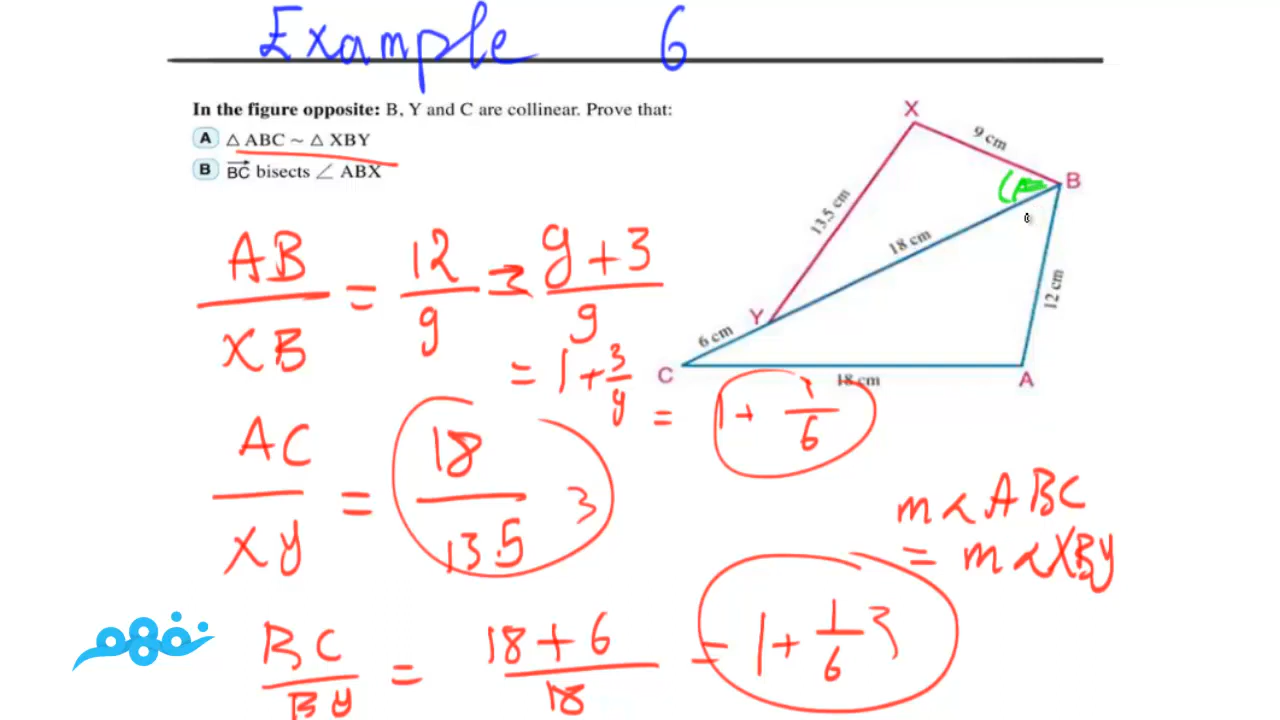 Example 6
In the figure opposite: B, Y and C are collinear. Prove that:
A △ ABC ~ △ XBY
B BC bisects ∠ ABX
X
9 cm
B
13.5 cm
18 cm
12 cm
Y
6 cm
C
18 cm
A
AB/XB = 12/9 = 9+3/9
= 1+3/9 = 1+1/6
AC/XY = 18/13.5
m< ABC
= m< XBY
BC/BY = 18+6/18 = 1+1/6
نفهم